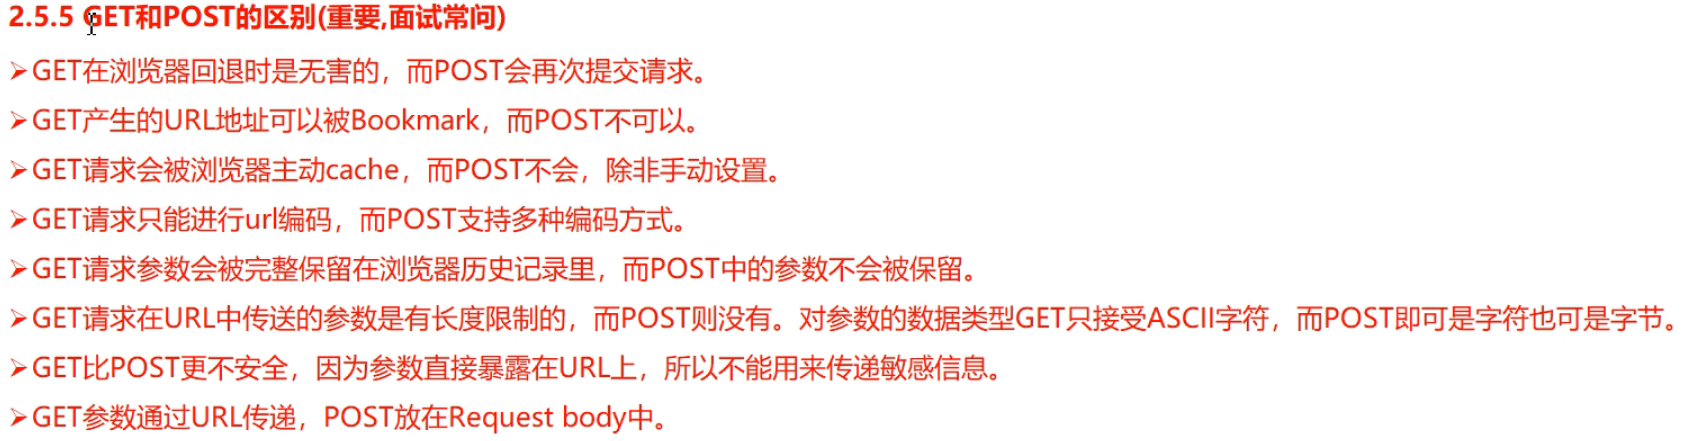 2.5.5 GET和POST的区别(重要,面试常问)
➢GET在浏览器回退时是无害的，而POST会再次提交请求。
➢GET产生的URL地址可以被Bookmark，而POST不可以。
➢GET请求会被浏览器主动cache，而POST不会，除非手动设置。
➢GET请求只能进行url编码，而POST支持多种编码方式。
➢GET请求参数会被完整保留在浏览器历史记录里，而POST中的参数不会被保留。
➢GET请求在URL中传送的参数是有长度限制的，而POST则没有。对参数的数据类型GET只接受ASCII字符，而POST即可是字符也可是字节。
➢GET比POST更不安全，因为参数直接暴露在URL上，所以不能用来传递敏感信息。
➢GET参数通过URL传递，POST放在Request body中。